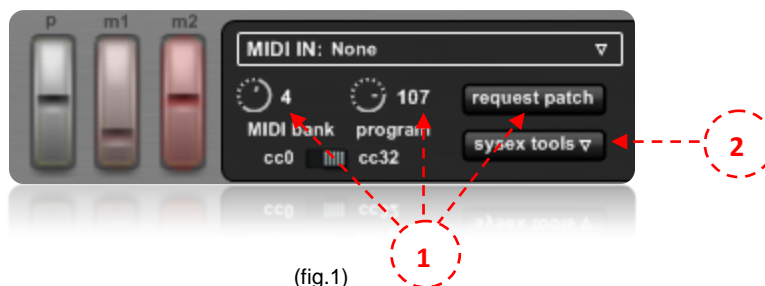 p m1 m2
MIDI IN: None
4 107 request patch
MIDI bank program
sysex tools
cc0 cc32
2
1
(fig.1)